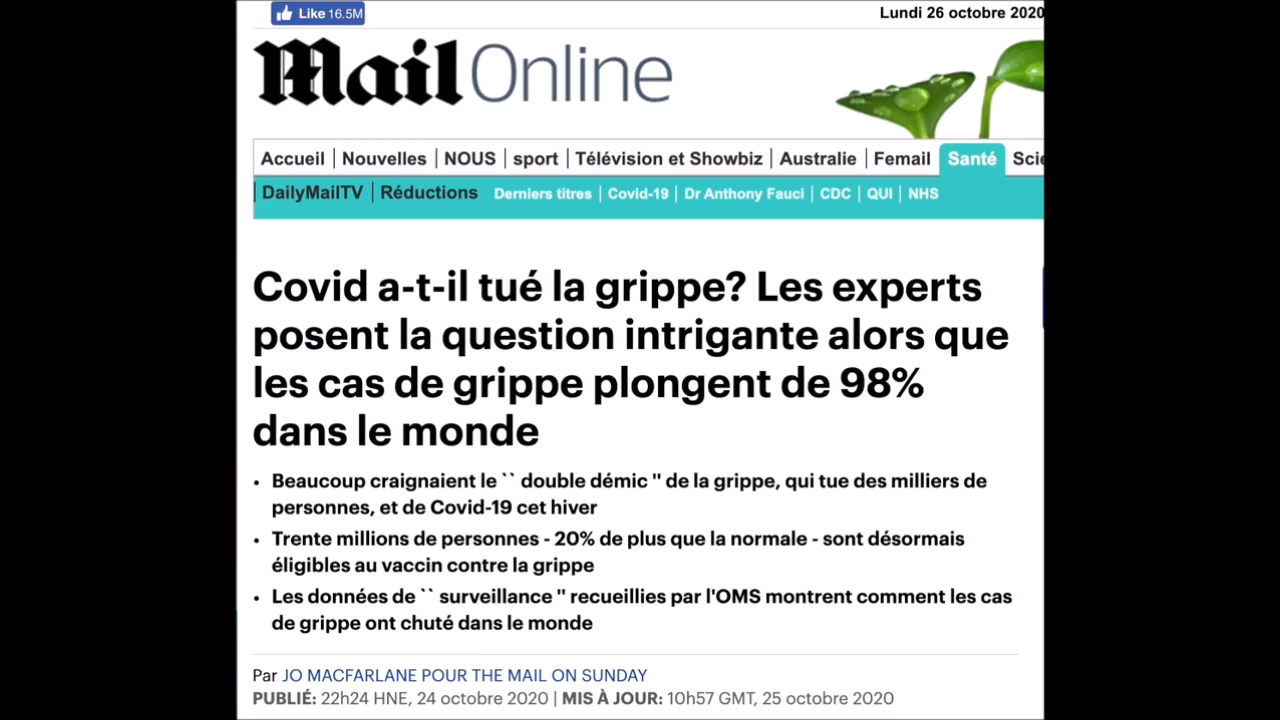 Like 16.5M
Lundi 26 octobre 2020
Mail Online
Accueil | Nouvelles | NOUS | sport | Télévision et Showbiz | Australie | Femail | Santé Scie
DailyMailTV | Réductions Derniers titres | Covid-19 | Dr Anthony Fauci | CDC | QUI | NHS
Covid a-t-il tué la grippe? Les experts
posent la question intrigante alors que
les cas de grippe plongent de 98%
dans le monde
• Beaucoup craignaient le `` double démic '' de la grippe, qui tue des milliers de
personnes, et de Covid-19 cet hiver
• Trente millions de personnes - 20% de plus que la normale - sont désormais
éligibles au vaccin contre la grippe
• Les données de `` surveillance '' recueillies par l'OMS montrent comment les cas
de grippe ont chuté dans le monde
Par JO MACFARLANE POUR THE MAIL ON SUNDAY
PUBLIÉ: 22h24 HNE, 24 octobre 2020 | MIS À JOUR: 10h57 GMT, 25 octobre 2020